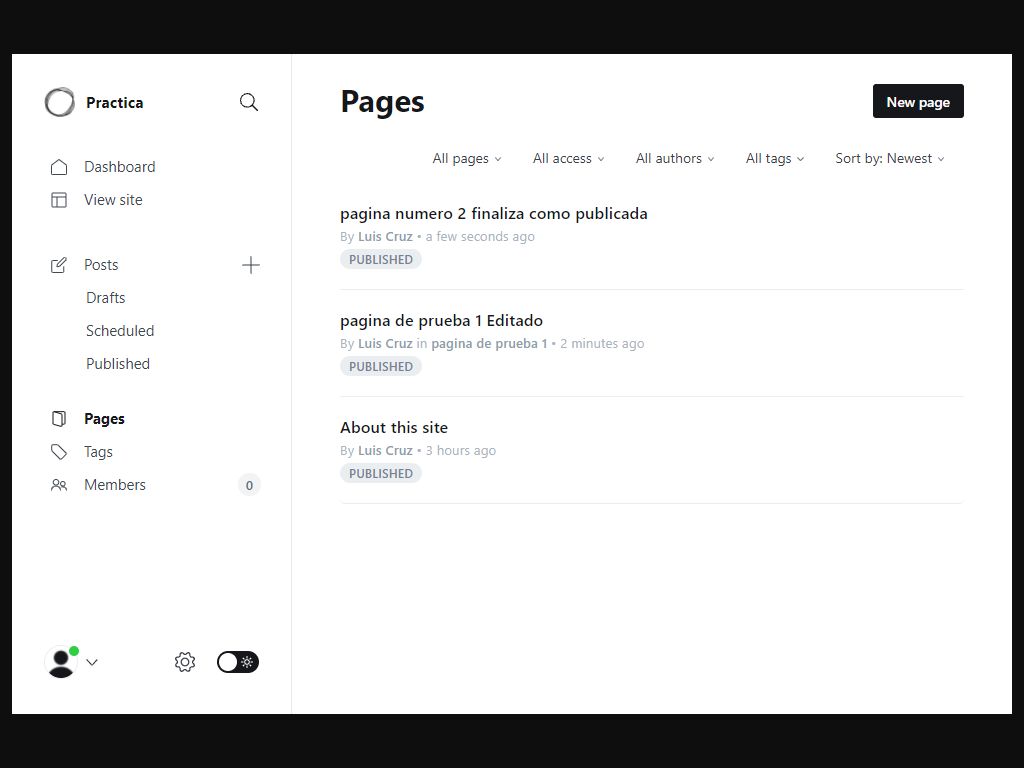 Practica
Dashboard
View site
Posts
Drafts
Scheduled
Published
Pages
Tags
Members 0
Pages
New page
All pages All access All authors All tags Sort by: Newest
pagina numero 2 finaliza como publicada
By Luis Cruz • a few seconds ago
PUBLISHED
pagina de prueba 1 Editado
By Luis Cruz in pagina de prueba 1 • 2 minutes ago
PUBLISHED
About this site
By Luis Cruz • 3 hours ago
PUBLISHED